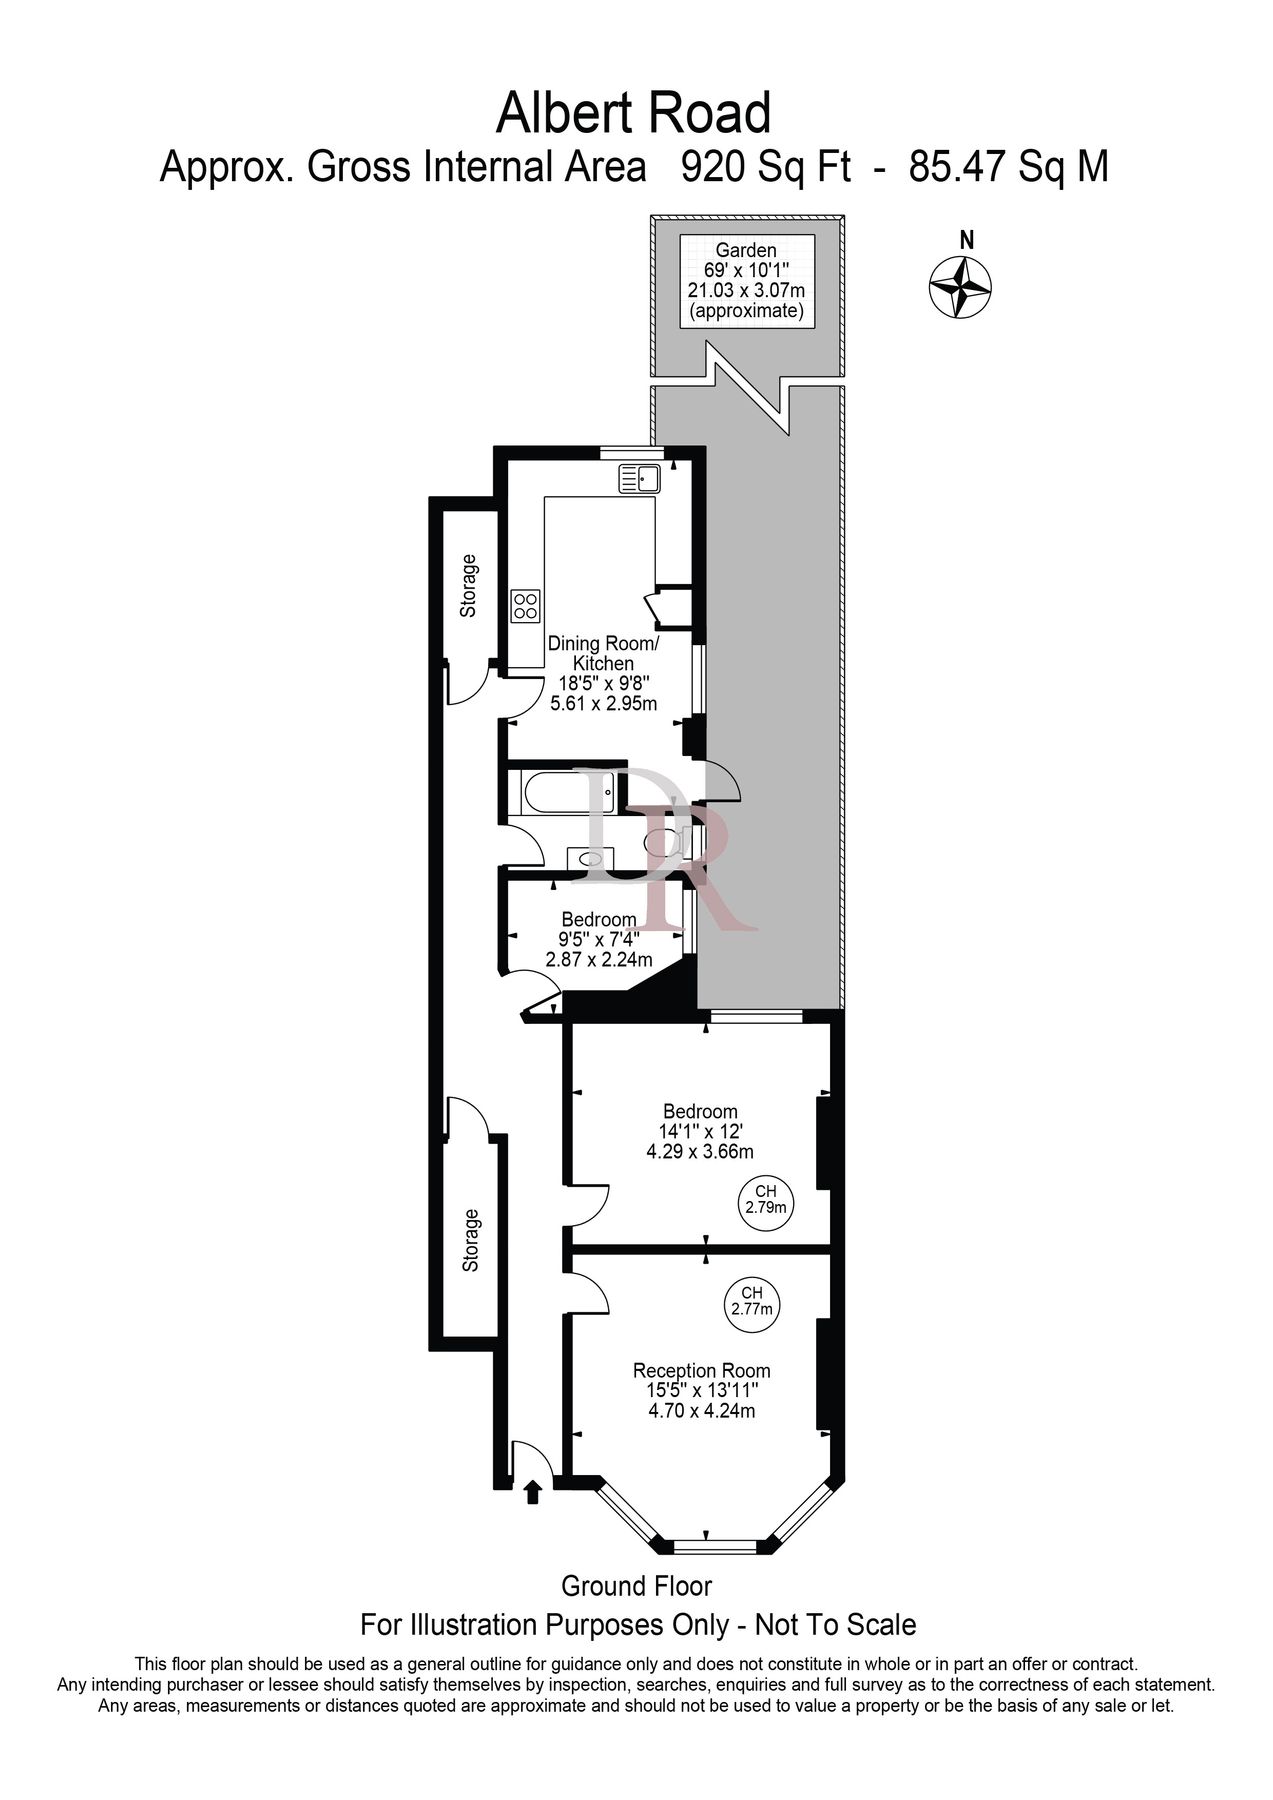 Albert Road
Approx. Gross Internal Area 920 Sq Ft - 85.47 Sq M
N
Garden
69' x 10'1"
21.03 x 3.07m
(approximate)
Storage
Dining Room/
Kitchen
18'5" x 9'8"
5.61 x 2.95m
DR
Bedroom
9'5" x 7'4"
2.87 x 2.24m
Bedroom
14'1" x 12'
4.29 x 3.66m
CH
2.79m
Storage
CH
2.77m
Reception Room
15'5" x 13'11"
4.70 x 4.24m
Ground Floor
For Illustration Purposes Only - Not To Scale
This floor plan should be used as a general outline for guidance only and does not constitute in whole or in part an offer or contract.
Any intending purchaser or lessee should satisfy themselves by inspection, searches, enquiries and full survey as to the correctness of each statement.
Any areas, measurements or distances quoted are approximate and should not be used to value a property or be the basis of any sale or let.